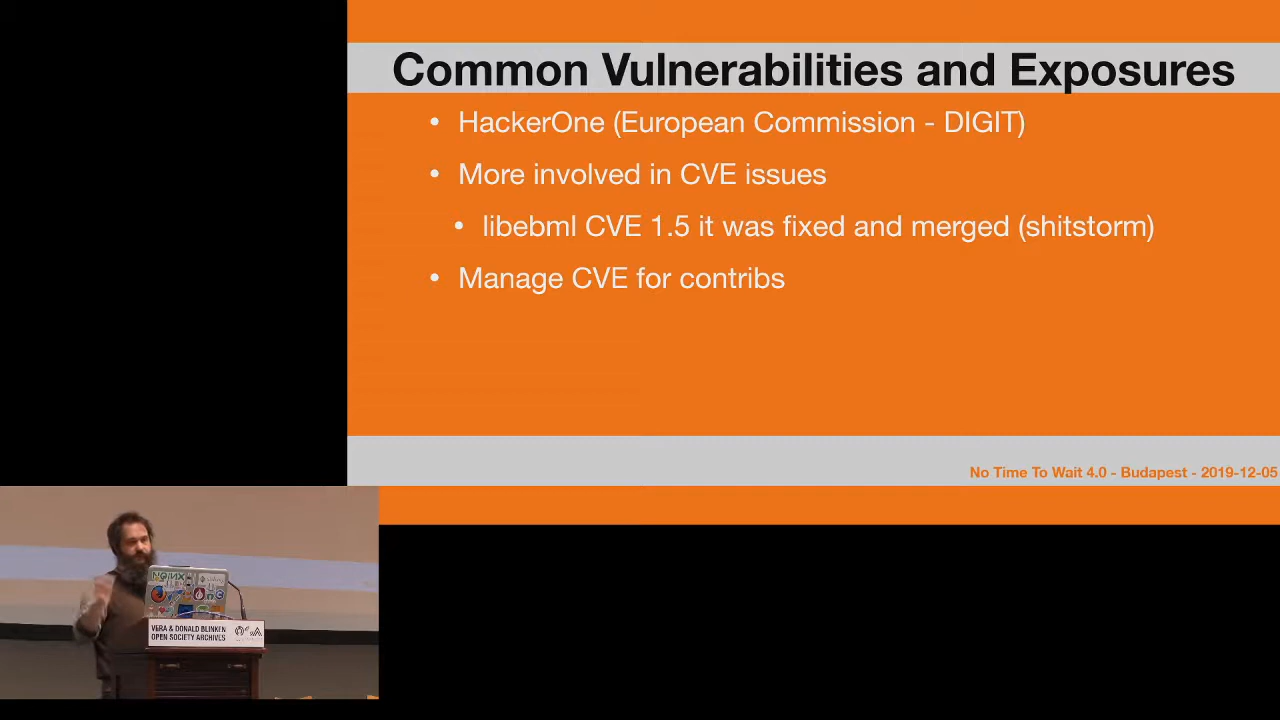 Common Vulnerabilities and Exposures
• HackerOne (European Commission - DIGIT)
• More involved in CVE issues
• libebml CVE 1.5 it was fixed and merged (shitstorm)
• Manage CVE for contribs
No Time To Wait 4.0 - Budapest - 2019-12-05
NGINX
VERA & DONALD BLINKEN
OPEN SOCIETY ARCHIVES